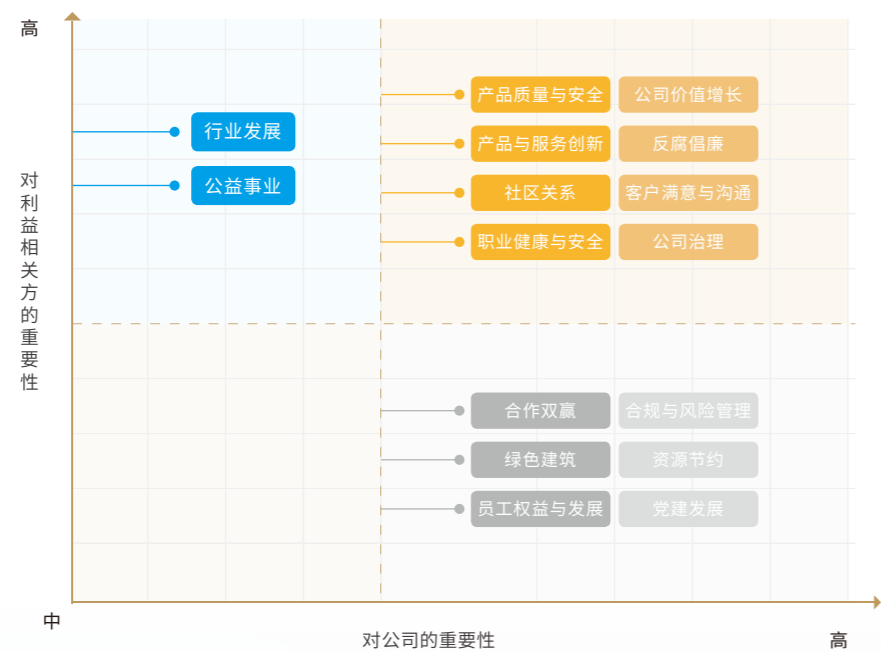 高
对利益相关方的重要性
行业发展
公益事业
产品质量与安全 公司价值增长
产品与服务创新 反腐倡廉
社区关系 客户满意与沟通
职业健康与安全 公司治理
合作双赢 合规与风险管理
绿色建筑 资源节约
员工权益与发展 党建发展
中
对公司的重要性 高